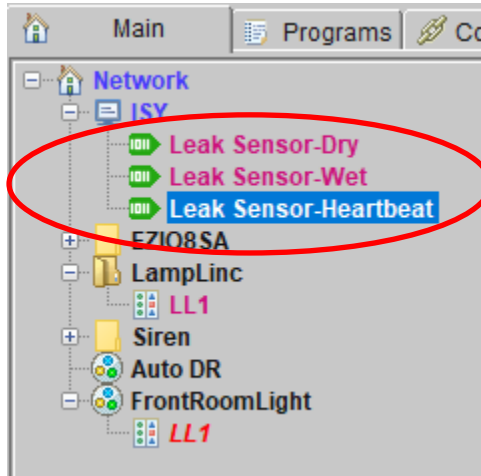 Main
Programs
Co
Network
ISY
Leak Sensor-Dry
Leak Sensor-Wet
Leak Sensor-Heartbeat
EZIO8SA
LampLinc
LL1
Siren
Auto DR
FrontRoomLight
LL1